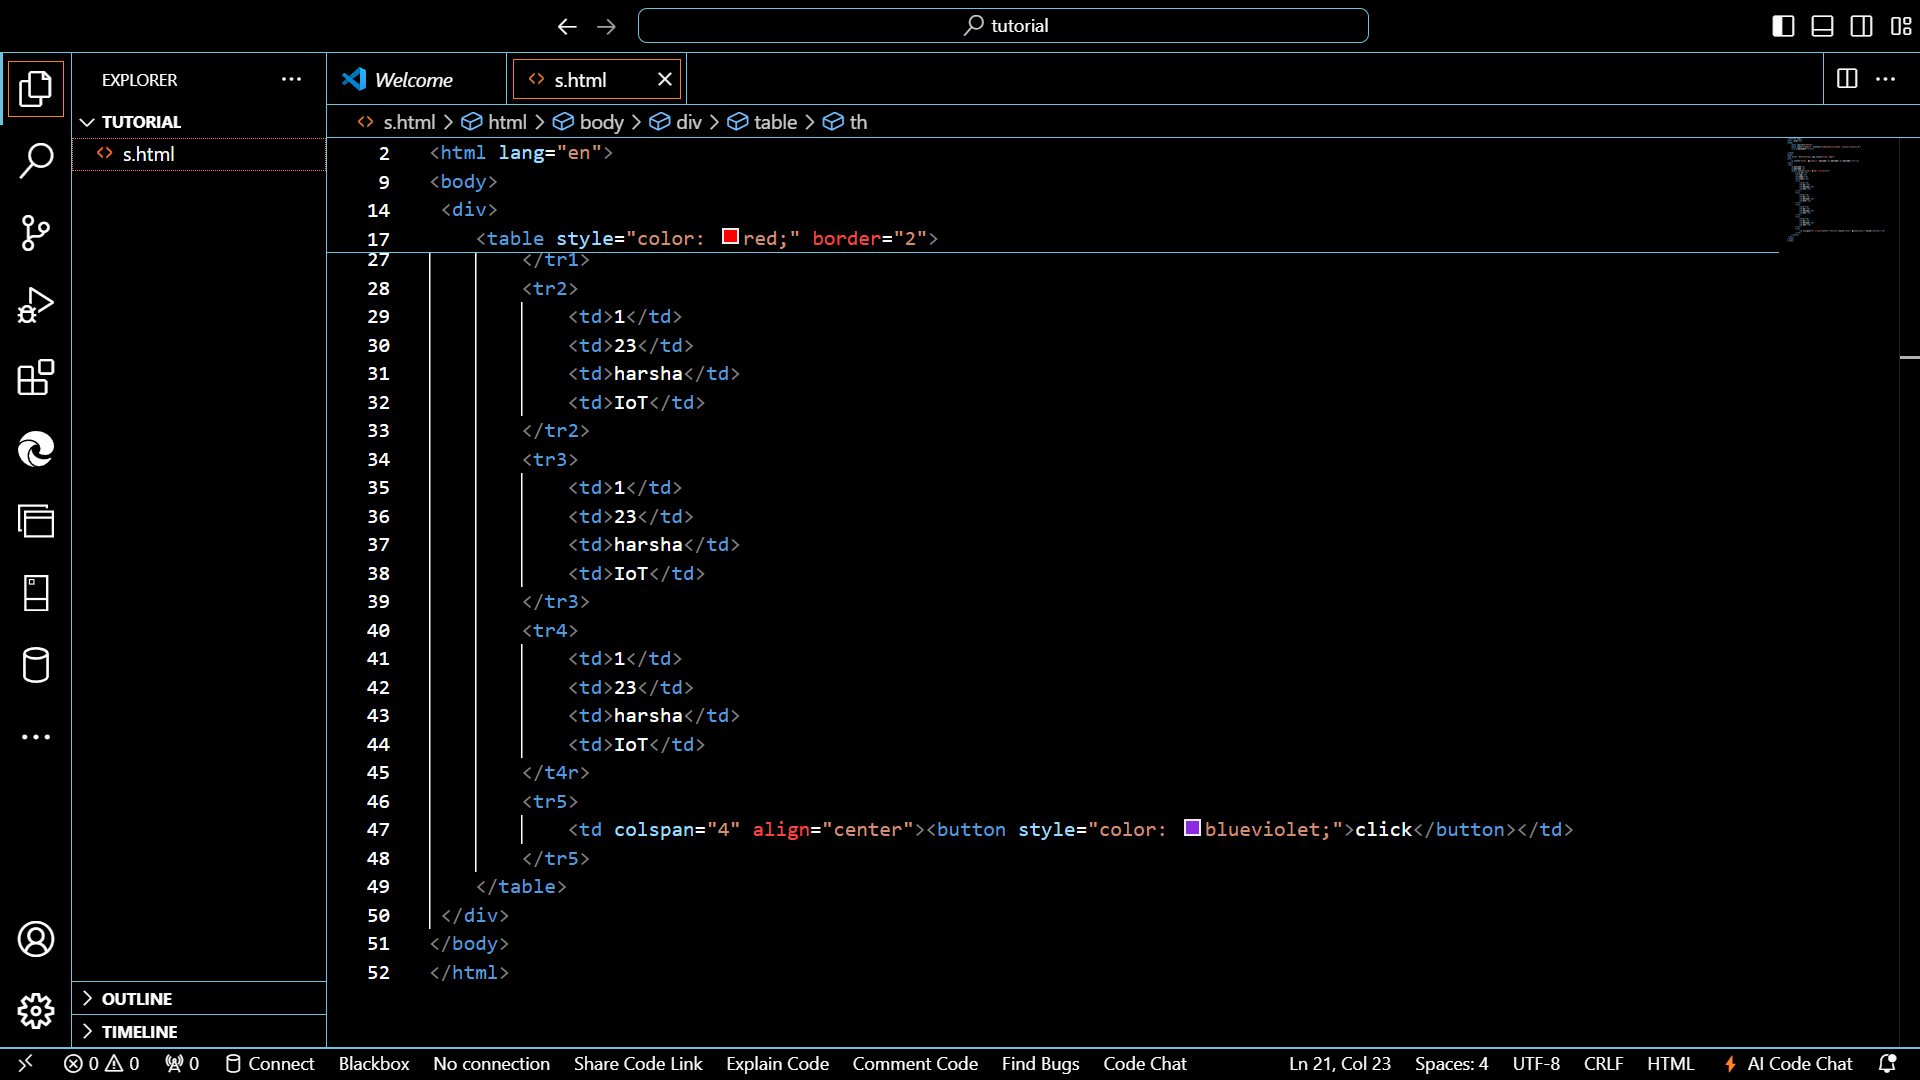 tutorial
EXPLORER
Welcome
s.html
TUTORIAL
s.html
s.html > html > body > div > table > th
2 <html lang="en">
9 <body>
14 <div>
17 <table style="color: red;" border="2">
27 </tr1>
28 <tr2>
29 <td>1</td>
30 <td>23</td>
31 <td>harsha</td>
32 <td>IoT</td>
33 </tr2>
34 <tr3>
35 <td>1</td>
36 <td>23</td>
37 <td>harsha</td>
38 <td>IoT</td>
39 </tr3>
40 <tr4>
41 <td>1</td>
42 <td>23</td>
43 <td>harsha</td>
44 <td>IoT</td>
45 </t4r>
46 <tr5>
47 <td colspan="4" align="center"><button style="color: blueviolet;">click</button></td>
48 </tr5>
49 </table>
50 </div>
51 </body>
52 </html>
OUTLINE
TIMELINE
0 0 0 Connect Blackbox No connection Share Code Link Explain Code Comment Code Find Bugs Code Chat Ln 21, Col 23 Spaces: 4 UTF-8 CRLF HTML AI Code Chat